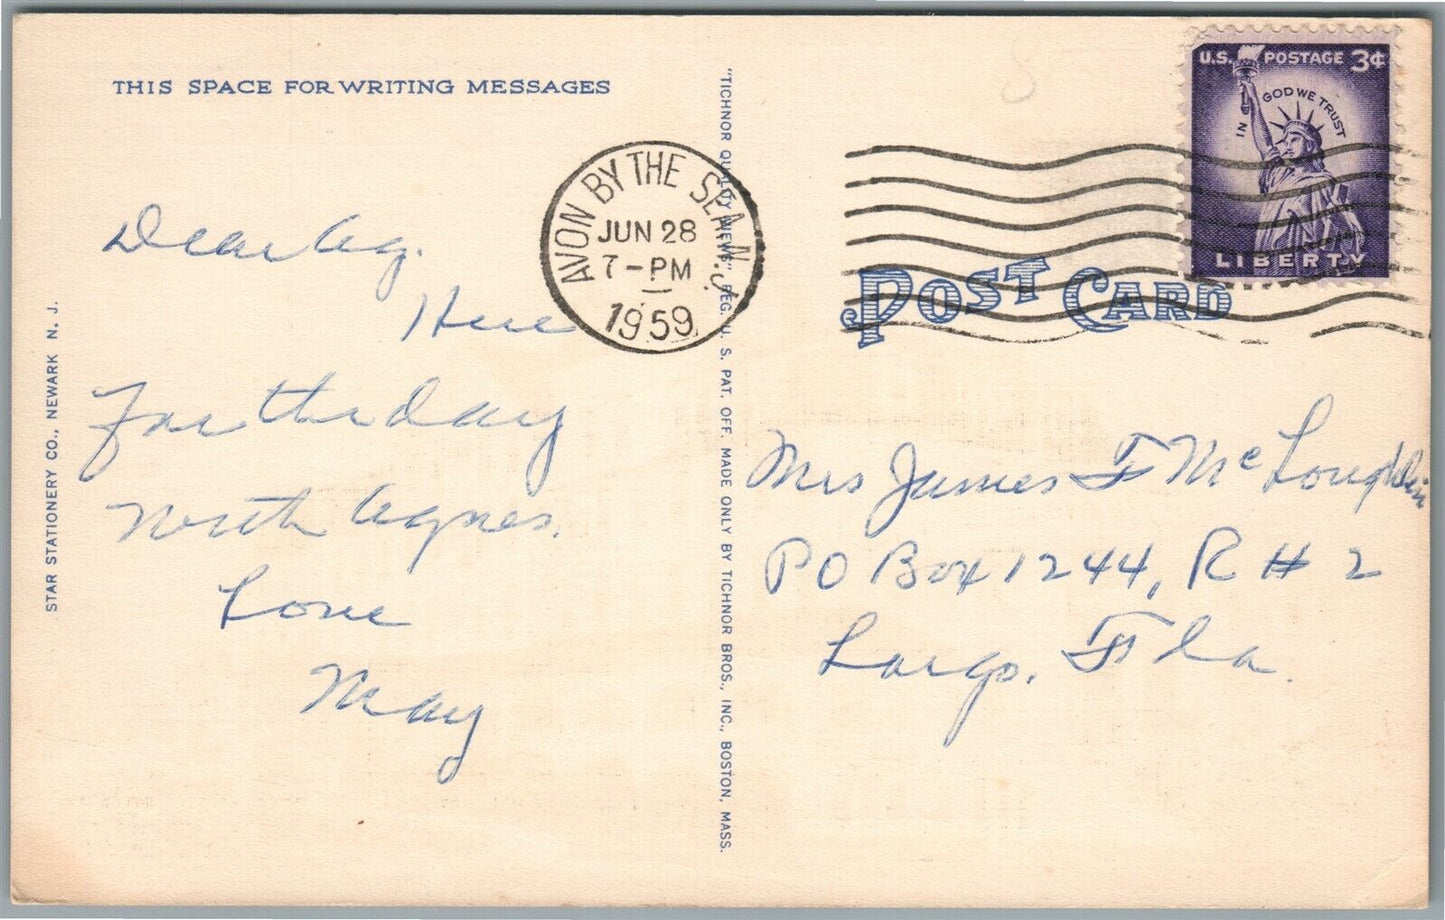 THIS SPACE FOR WRITING MESSAGES
Dear Ag.
Here
For the day
with Agnes.
Love
May
STAR STATIONERY CO., NEWARK N. J.
AVON BY THE SEA N.J.
JUN 28
7-PM
1959
"TICHNOR QUALITY VIEWS," REG. U. S. PAT. OFF. MADE ONLY BY TICHNOR BROS., INC., BOSTON, MASS.
8
U.S. POSTAGE 3¢
IN GOD WE TRUST
LIBERTY
POST CARD
Mrs James F McLoughlin
PO Box 1244, R # 2
Largo, Fla.